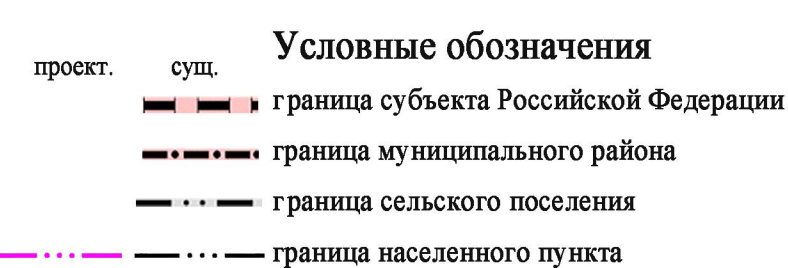 Условные обозначения
проект. сущ.
граница субъекта Российской Федерации
граница муниципального района
граница сельского поселения
граница населенного пункта